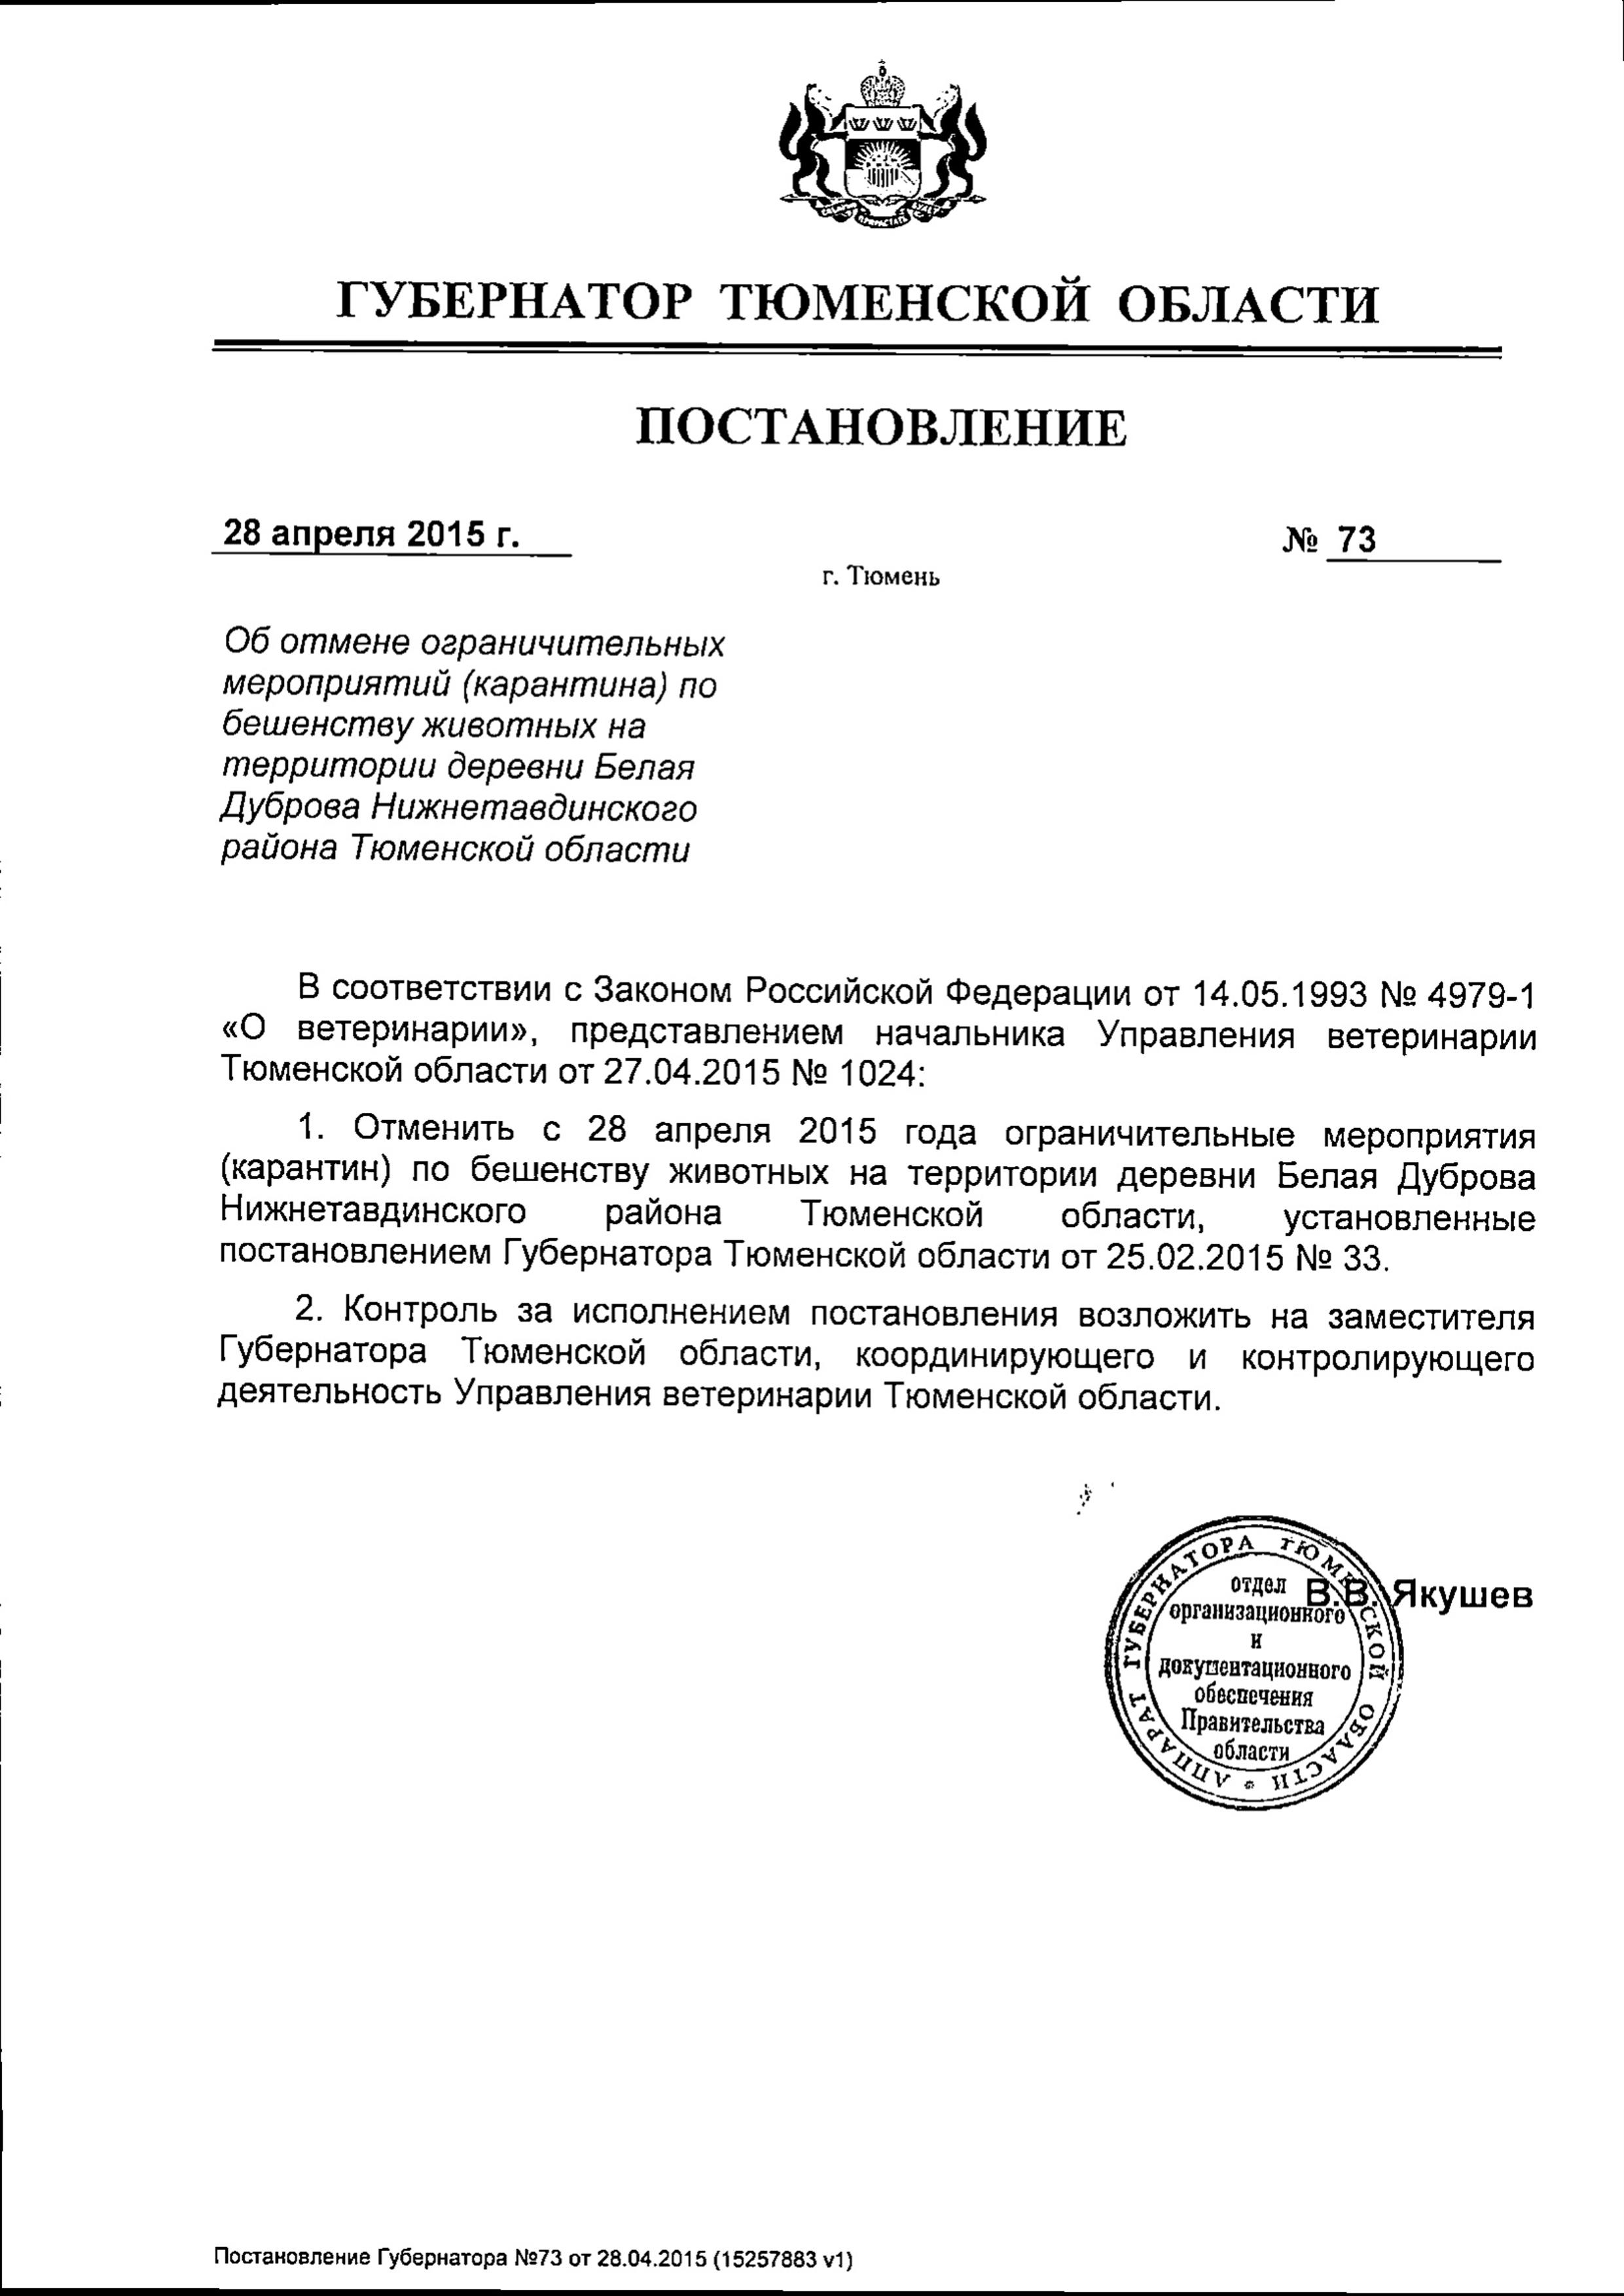 ГУБЕРНАТОР ТЮМЕНСКОЙ ОБЛАСТИ
ПОСТАНОВЛЕНИЕ
28 апреля 2015 г.
№ 73
г. Тюмень
Об отмене ограничительных
мероприятий (карантина) по
бешенству животных на
территории деревни Белая
Дуброва Нижнетавдинского
района Тюменской области
В соответствии с Законом Российской Федерации от 14.05.1993 № 4979-1
«О ветеринарии», представлением начальника Управления ветеринарии
Тюменской области от 27.04.2015 № 1024:
1. Отменить с 28 апреля 2015 года ограничительные мероприятия
(карантин) по бешенству животных на территории деревни Белая Дуброва
Нижнетавдинского района Тюменской области, установленные
постановлением Губернатора Тюменской области от 25.02.2015 № 33.
2. Контроль за исполнением постановления возложить на заместителя
Губернатора Тюменской области, координирующего и контролирующего
деятельность Управления ветеринарии Тюменской области.
В.В. Якушев
АППАРАТ ГУБЕРНАТОРА ТЮМЕНСКОЙ ОБЛАСТИ
отдел
организационного
и
документационного
обеспечения
Правительства
области
Постановление Губернатора №73 от 28.04.2015 (15257883 v1)